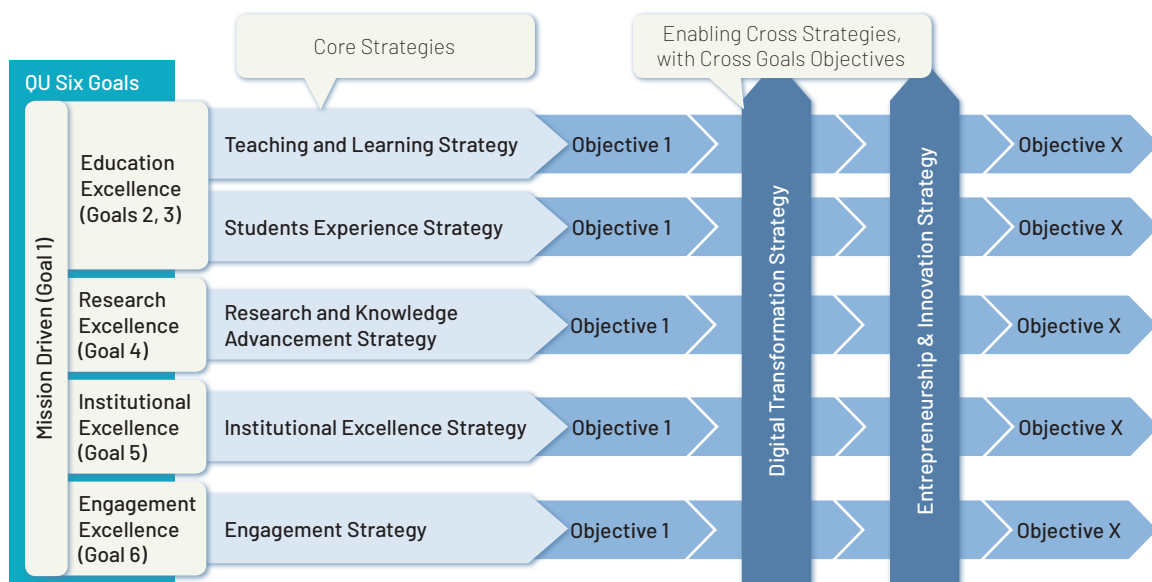 Core Strategies
Enabling Cross Strategies,
with Cross Goals Objectives
QU Six Goals
Mission Driven (Goal 1)
Education
Excellence
(Goals 2, 3)
Teaching and Learning Strategy
Objective 1
Objective X
Students Experience Strategy
Objective 1
Objective X
Research
Excellence
(Goal 4)
Research and Knowledge
Advancement Strategy
Objective 1
Objective X
Institutional
Excellence
(Goal 5)
Institutional Excellence Strategy
Objective 1
Objective X
Engagement
Excellence
(Goal 6)
Engagement Strategy
Objective 1
Objective X
Digital Transformation Strategy
Entrepreneurship & Innovation Strategy